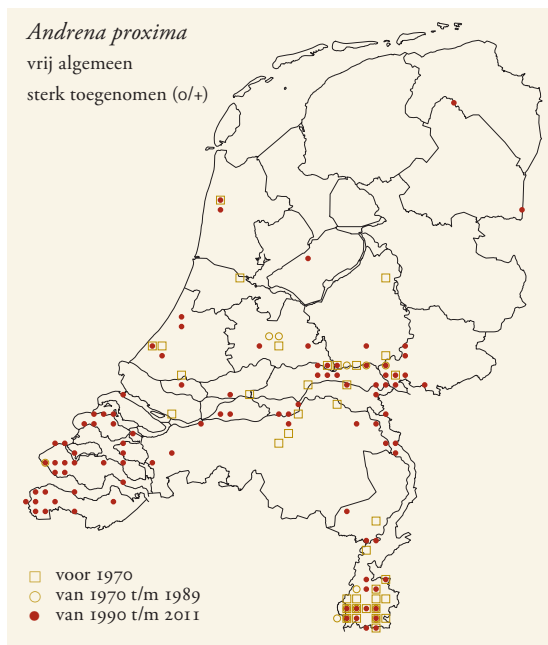 Andrena proxima
vrij algemeen
sterk toegenomen (0/+)
voor 1970
van 1970 t/m 1989
van 1990 t/m 2011